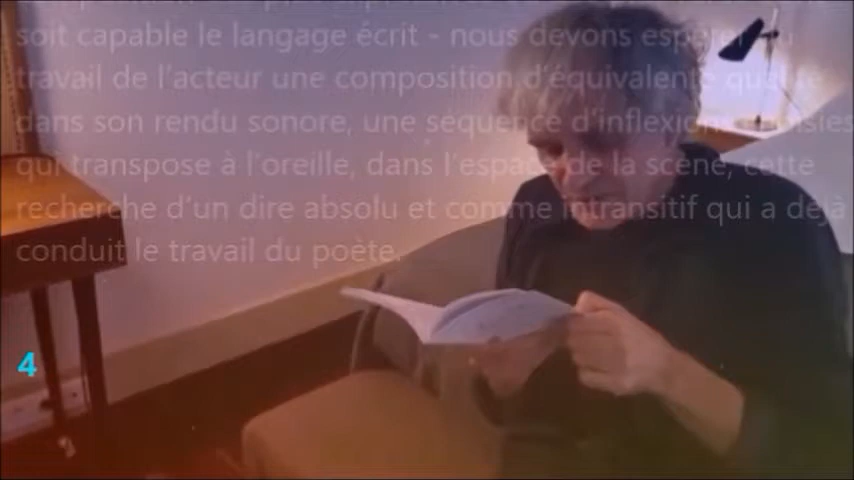 soit capable le langage écrit - nous devons espérer du
travail de l'acteur une composition d'équivalents quel te
dans son rendu sonore, une séquence d'inflexions
qui transpose à l'oreille, dans l'espace de la scène, cette
recherche d'un dire absolu et comme intransitif qui a déjà
conduit le travail du poète.
4